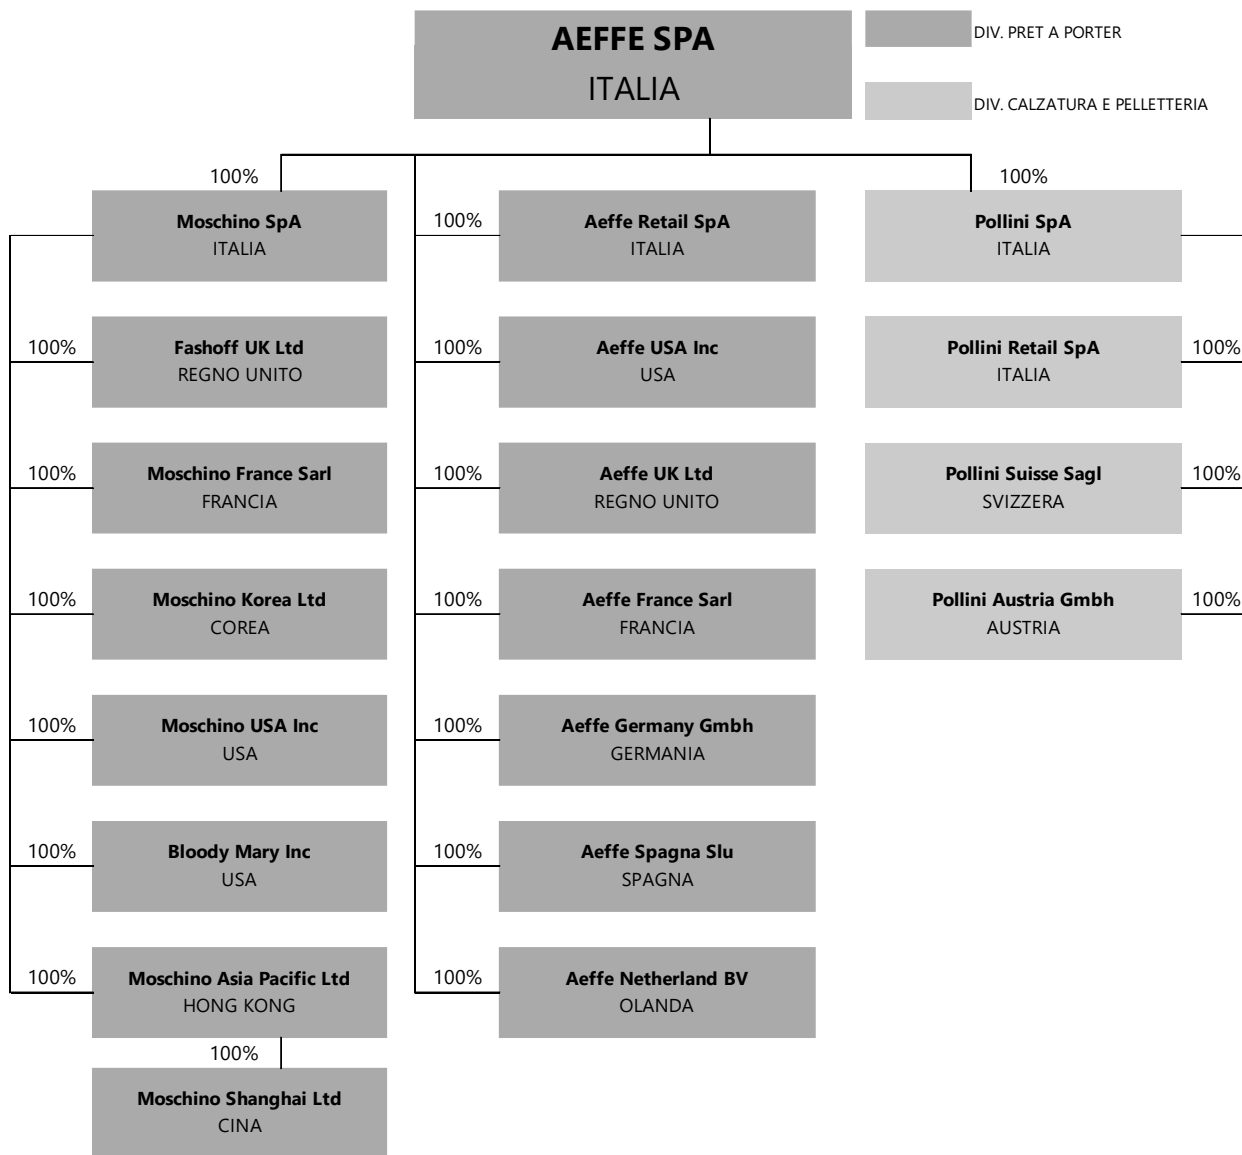 AEFFE SPA
ITALIA
DIV. PRET A PORTER
DIV. CALZATURA E PELLETTERIA
100%
Moschino SpA
ITALIA
100%
Fashoff UK Ltd
REGNO UNITO
100%
Moschino France Sarl
FRANCIA
100%
Moschino Korea Ltd
COREA
100%
Moschino USA Inc
USA
100%
Bloody Mary Inc
USA
100%
Moschino Asia Pacific Ltd
HONG KONG
100%
Moschino Shanghai Ltd
CINA
100%
Aeffe Retail SpA
ITALIA
100%
Aeffe USA Inc
USA
100%
Aeffe UK Ltd
REGNO UNITO
100%
Aeffe France Sarl
FRANCIA
100%
Aeffe Germany Gmbh
GERMANIA
100%
Aeffe Spagna Slu
SPAGNA
100%
Aeffe Netherland BV
OLANDA
100%
Pollini SpA
ITALIA
Pollini Retail SpA
ITALIA
100%
Pollini Suisse Sagl
SVIZZERA
100%
Pollini Austria Gmbh
AUSTRIA
100%